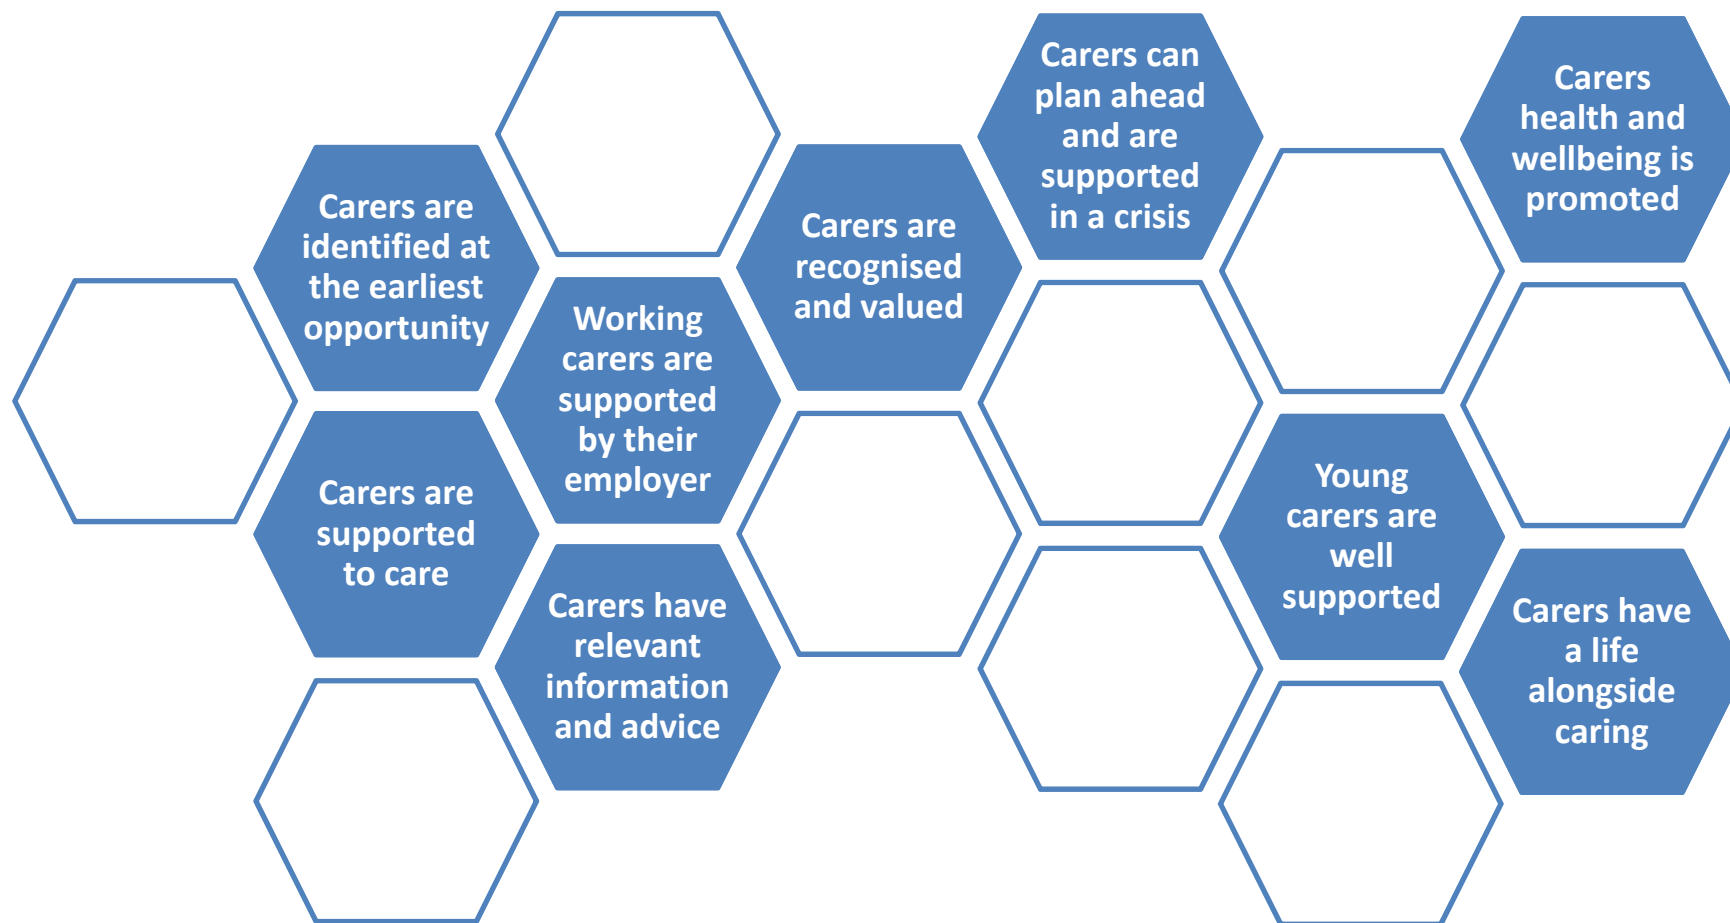 Carers are
identified at
the earliest
opportunity
Carers are
supported
to care
Working
carers are
supported
by their
employer
Carers have
relevant
information
and advice
Carers are
recognised
and valued
Carers can
plan ahead
and are
supported
in a crisis
Young
carers are
well
supported
Carers
health and
wellbeing is
promoted
Carers have
a life
alongside
caring